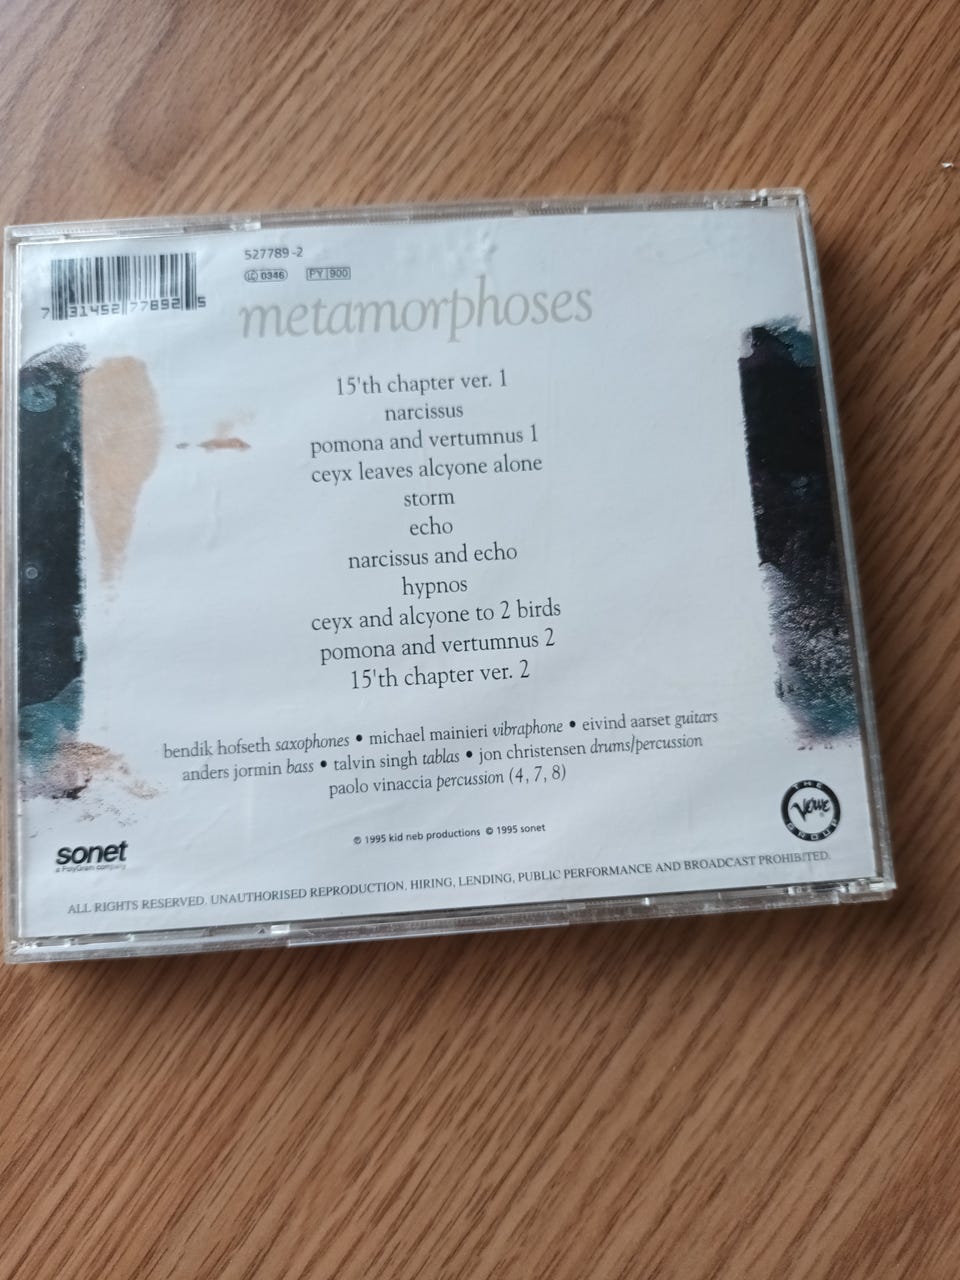 527789-2
LC 0346 PY 900
7 31452 77892 5
metamorphoses
15'th chapter ver. 1
narcissus
pomona and vertumnus 1
ceyx leaves alcyone alone
storm
echo
narcissus and echo
hypnos
ceyx and alcyone to 2 birds
pomona and vertumnus 2
15'th chapter ver. 2
bendik hofseth saxophones • michael mainieri vibraphone • eivind aarset guitars
anders jormin bass • talvin singh tablas • jon christensen drums/percussion
paolo vinaccia percussion (4, 7, 8)
℗ 1995 kid neb productions © 1995 sonet
THE
Verve
GROUP
sonet
a PolyGram company
ALL RIGHTS RESERVED. UNAUTHORISED REPRODUCTION, HIRING, LENDING, PUBLIC PERFORMANCE AND BROADCAST PROHIBITED.